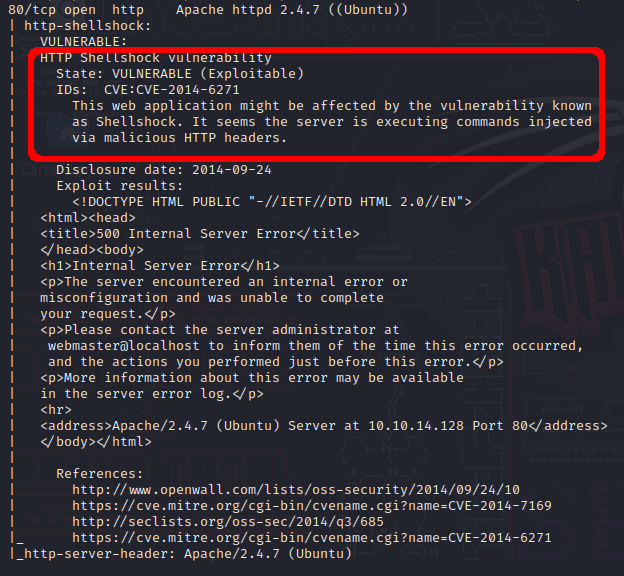 80/tcp open  http    Apache httpd 2.4.7 ((Ubuntu))
| http-shellshock:
|   VULNERABLE:
|   HTTP Shellshock vulnerability
|     State: VULNERABLE (Exploitable)
|     IDs:  CVE:CVE-2014-6271
|       This web application might be affected by the vulnerability known
|       as Shellshock. It seems the server is executing commands injected
|       via malicious HTTP headers.
|
|     Disclosure date: 2014-09-24
|     Exploit results:
|       <!DOCTYPE HTML PUBLIC "-//IETF//DTD HTML 2.0//EN">
|   <html><head>
|   <title>500 Internal Server Error</title>
|   </head><body>
|   <h1>Internal Server Error</h1>
|   <p>The server encountered an internal error or
|   misconfiguration and was unable to complete
|   your request.</p>
|   <p>Please contact the server administrator at
|    webmaster@localhost to inform them of the time this error occurred,
|    and the actions you performed just before this error.</p>
|   <p>More information about this error may be available
|   in the server error log.</p>
|   <hr>
|   <address>Apache/2.4.7 (Ubuntu) Server at 10.10.14.128 Port 80</address>
|   </body></html>
|
|     References:
|       http://www.openwall.com/lists/oss-security/2014/09/24/10
|       https://cve.mitre.org/cgi-bin/cvename.cgi?name=CVE-2014-7169
|       http://seclists.org/oss-sec/2014/q3/685
|_      https://cve.mitre.org/cgi-bin/cvename.cgi?name=CVE-2014-6271
|_http-server-header: Apache/2.4.7 (Ubuntu)